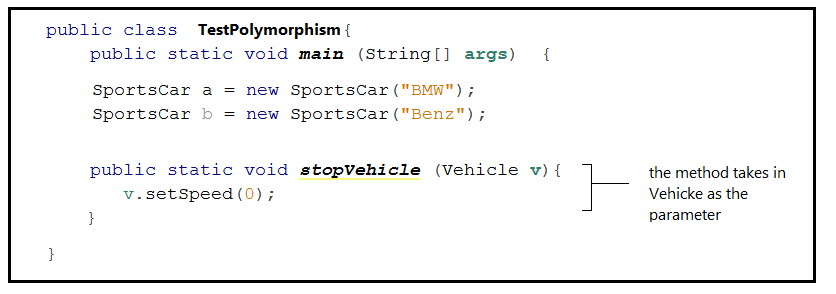 public class TestPolymorphism{
public static void main (String[] args) {
SportsCar a = new SportsCar("BMW");
SportsCar b = new SportsCar("Benz");
public static void stopVehicle (Vehicle v){
v.setSpeed(0);
}
}
the method takes in
Vehicke as the
parameter